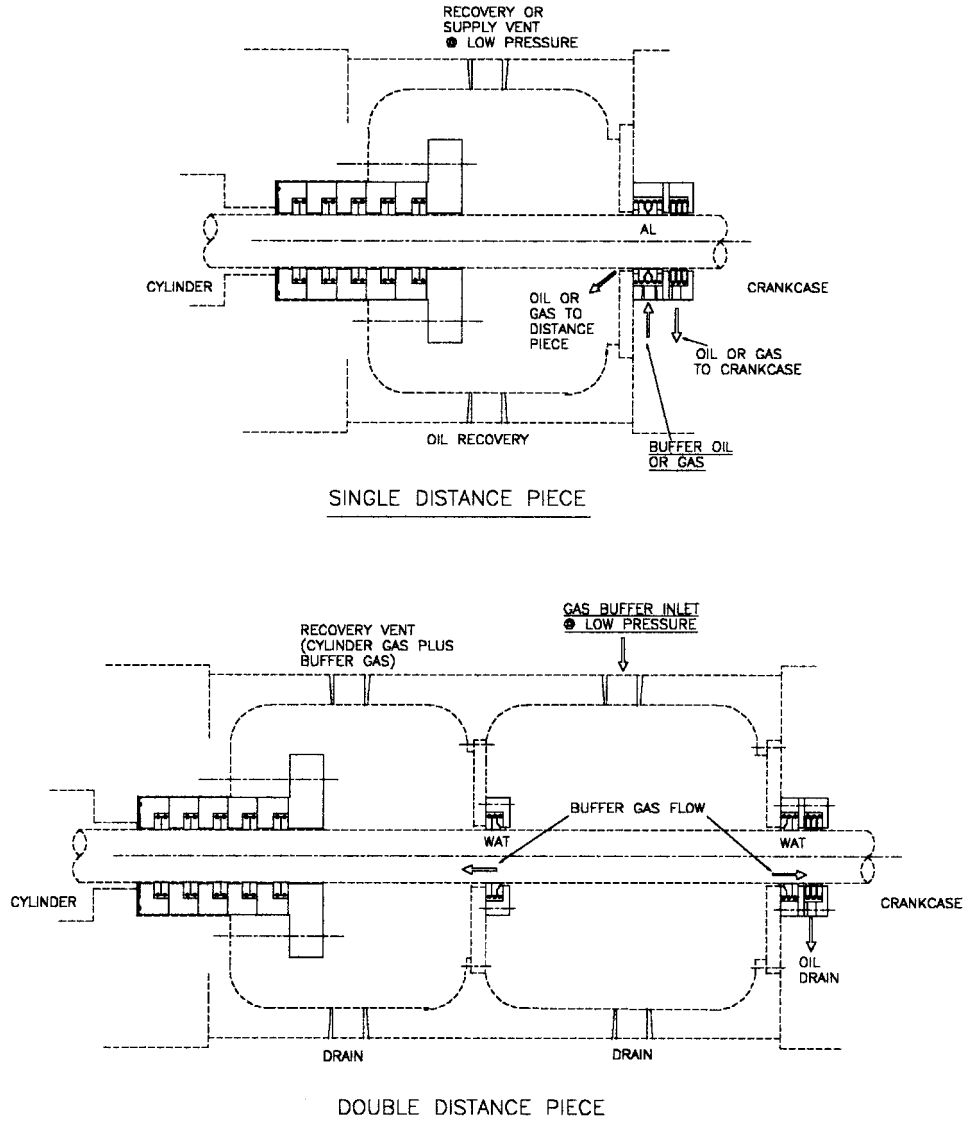 RECOVERY OR
SUPPLY VENT
@ LOW PRESSURE
AL
CYLINDER
CRANKCASE
OIL OR
GAS TO
DISTANCE
PIECE
OIL OR GAS
TO CRANKCASE
OIL RECOVERY
BUFFER OIL
OR GAS
SINGLE DISTANCE PIECE
GAS BUFFER INLET
@ LOW PRESSURE
RECOVERY VENT
(CYLINDER GAS PLUS
BUFFER GAS)
BUFFER GAS FLOW
WAT
WAT
CYLINDER
CRANKCASE
OIL
DRAIN
DRAIN
DRAIN
DOUBLE DISTANCE PIECE